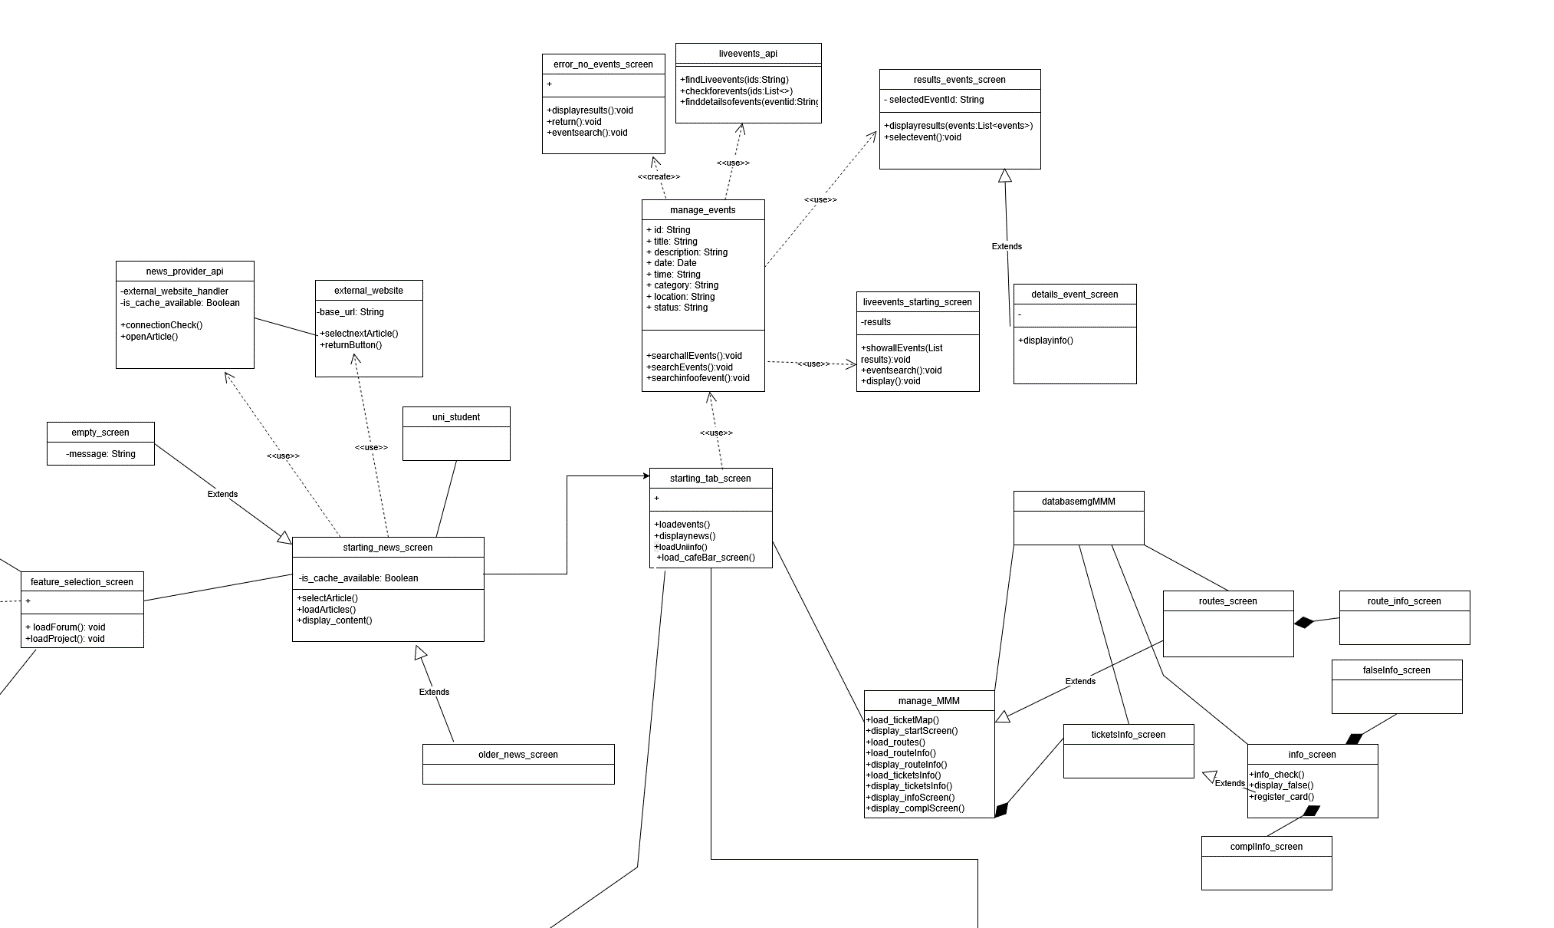 error_no_events_screen
+
+displayresults():void
+return():void
+eventsearch():void
liveevents_api
+findLiveevents(ids:String)
+checkforevents(ids:List<>)
+finddetailsofevents(eventid:String
results_events_screen
- selectedEventId: String
+displayresults(events:List<events>)
+selectevent():void
<<create>>
<<use>>
<<use>>
manage_events
+ id: String
+ title: String
+ description: String
+ date: Date
+ time: String
+ category: String
+ location: String
+ status: String
+searchallEvents():void
+searchEvents():void
+searchinfoofevent():void
Extends
news_provider_api
-external_website_handler
-is_cache_available: Boolean
+connectionCheck()
+openArticle()
external_website
-base_url: String
+selectnextArticle()
+returnButton()
liveevents_starting_screen
-results
+showallEvents(List
results):void
+eventsearch():void
+display():void
details_event_screen
-
+displayinfo()
<<use>>
uni_student
empty_screen
-message: String
<<use>>
<<use>>
<<use>>
Extends
starting_tab_screen
+
+loadevents()
+displaynews()
+loadUniinfo()
+load_cafeBar_screen()
databasemgMMM
starting_news_screen
-is_cache_available: Boolean
+selectArticle()
+loadArticles()
+display_content()
feature_selection_screen
+
+ loadForum(): void
+loadProject(): void
routes_screen
route_info_screen
falseInfo_screen
Extends
Extends
manage_MMM
+load_ticketMap()
+display_startScreen()
+load_routes()
+load_routeInfo()
+display_routeInfo()
+load_ticketsInfo()
+display_ticketsInfo()
+display_infoScreen()
+display_complScreen()
ticketsInfo_screen
older_news_screen
info_screen
+info_check()
+display_false()
+register_card()
Extends
complInfo_screen